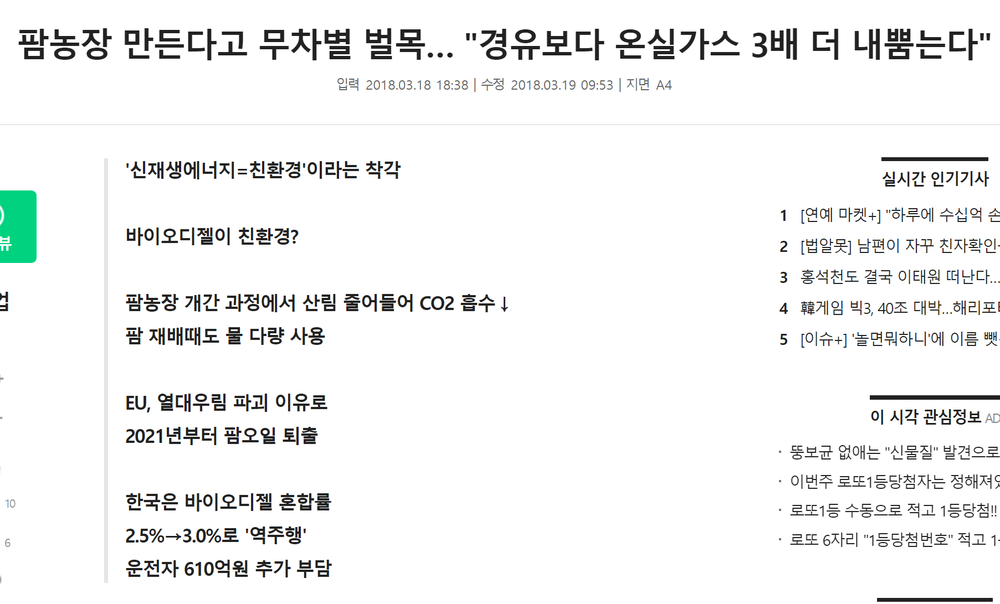 팜농장 만든다고 무차별 벌목… "경유보다 온실가스 3배 더 내뿜는다"
입력 2018.03.18 18:38 | 수정 2018.03.19 09:53 | 지면 A4
'신재생에너지=친환경'이라는 착각
바이오디젤이 친환경?
팜농장 개간 과정에서 산림 줄어들어 CO2 흡수↓
팜 재배때도 물 다량 사용
EU, 열대우림 파괴 이유로
2021년부터 팜오일 퇴출
한국은 바이오디젤 혼합률
2.5%→3.0%로 '역주행'
운전자 610억원 추가 부담
뷰
업
10
6
실시간 인기기사
1 [연예 마켓+] "하루에 수십억 손
2 [법알못] 남편이 자꾸 친자확인
3 홍석천도 결국 이태원 떠난다…
4 韓게임 빅3, 40조 대박…해리포
5 [이슈+] '놀면뭐하니'에 이름 뺏
이 시각 관심정보 AD
· 뚱보균 없애는 "신물질" 발견으로
· 이번주 로또1등당첨자는 정해져
· 로또1등 수동으로 적고 1등당첨!!
· 로또 6자리 "1등당첨번호" 적고 1